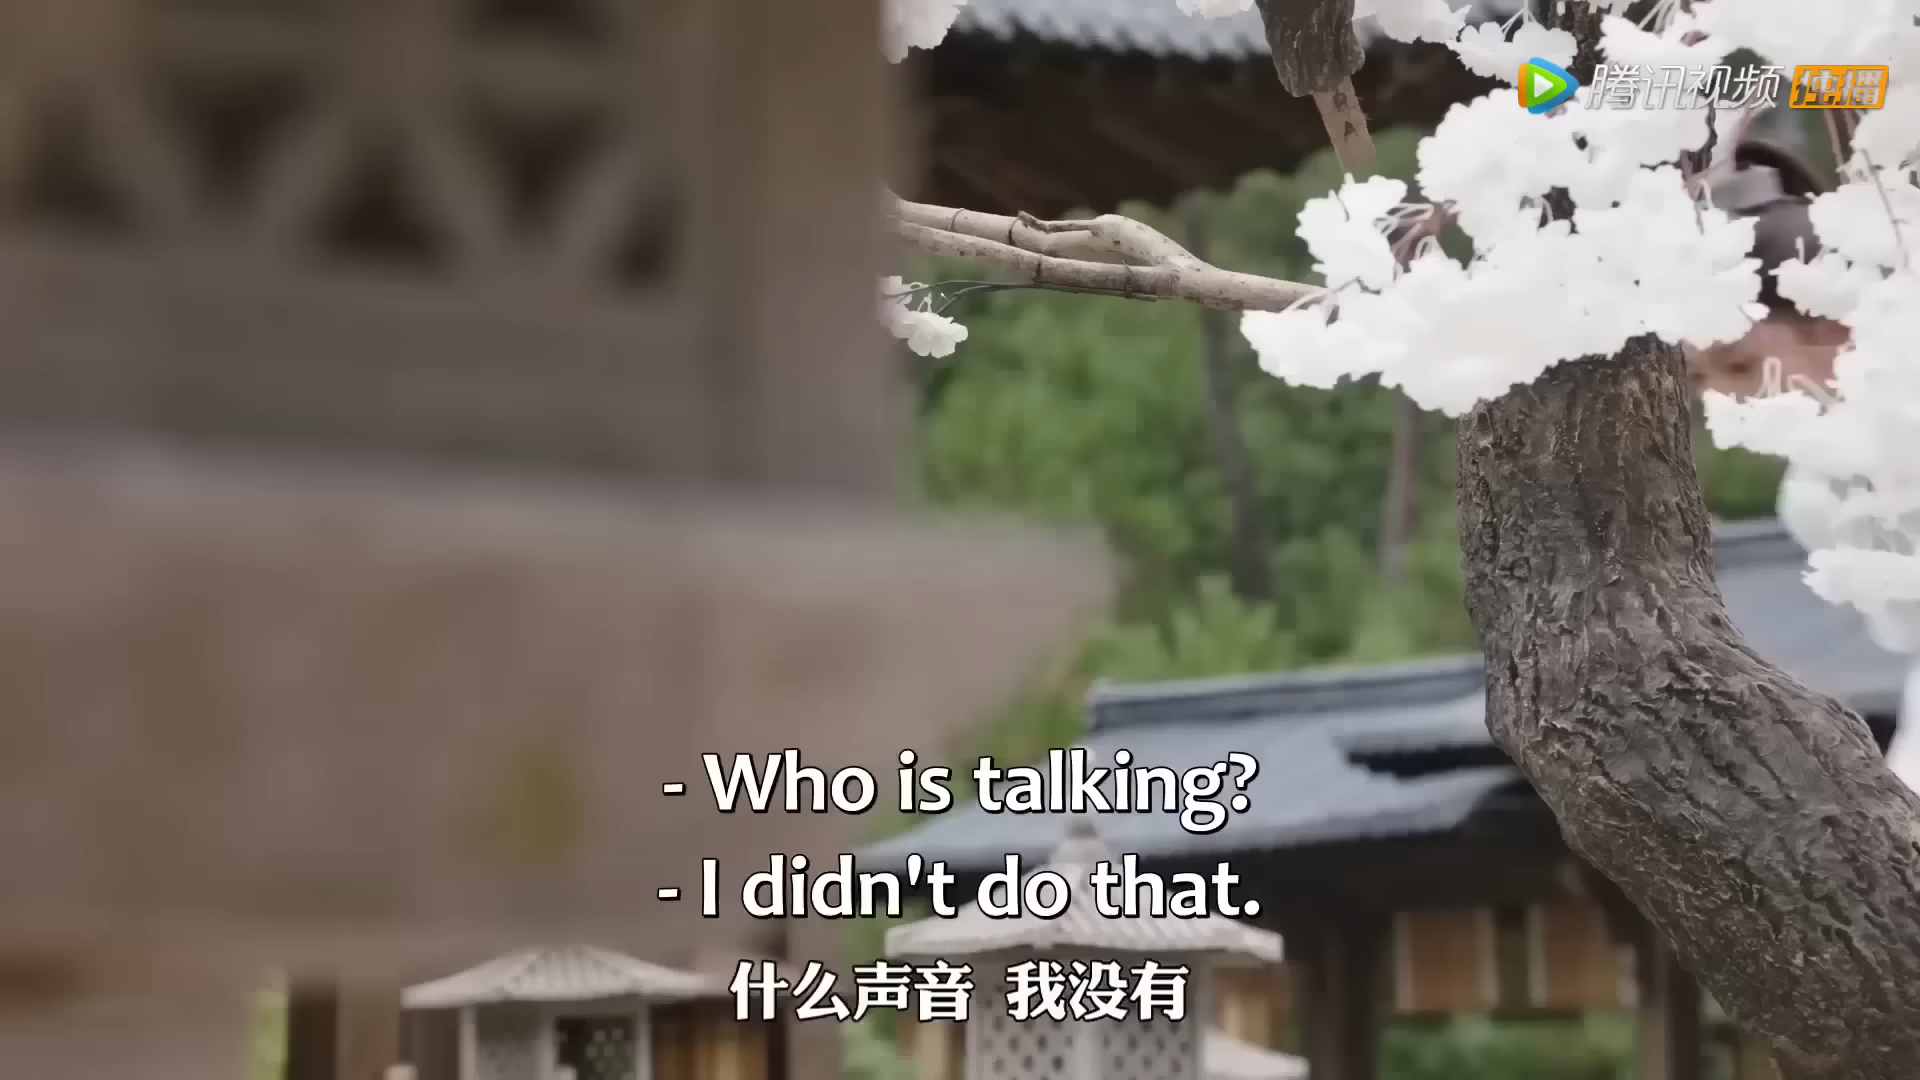 腾讯视频 独播
- Who is talking?
- I didn't do that.
什么声音 我没有